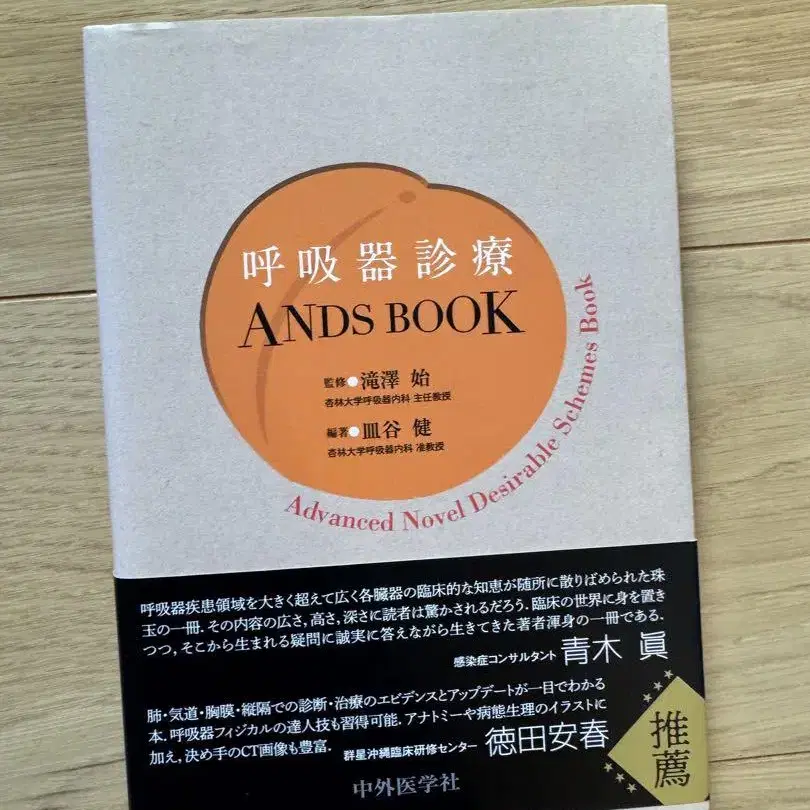 呼吸器診療
ANDS BOOK
監修 滝澤 始
杏林大学呼吸器内科 主任教授
編著 皿谷 健
杏林大学呼吸器内科 准教授
Advanced Novel Desirable Schemes Book
呼吸器疾患領域を大きく超えて広く各臓器の臨床的な知恵が随所に散りばめられた珠
玉の一冊.その内容の広さ,高さ,深さに読者は驚かされるだろう.臨床の世界に身を置き
つつ,そこから生まれる疑問に誠実に答えながら生きてきた著者渾身の一冊である.
感染症コンサルタント 青木 眞
肺・気道・胸膜・縦隔での診断・治療のエビデンスとアップデートが一目でわかる
本.呼吸器フィジカルの達人技も習得可能.アナトミーや病態生理のイラストに
加え,決め手のCT画像も豊富. 群星沖縄臨床研修センター 徳田安春
推薦
中外医学社